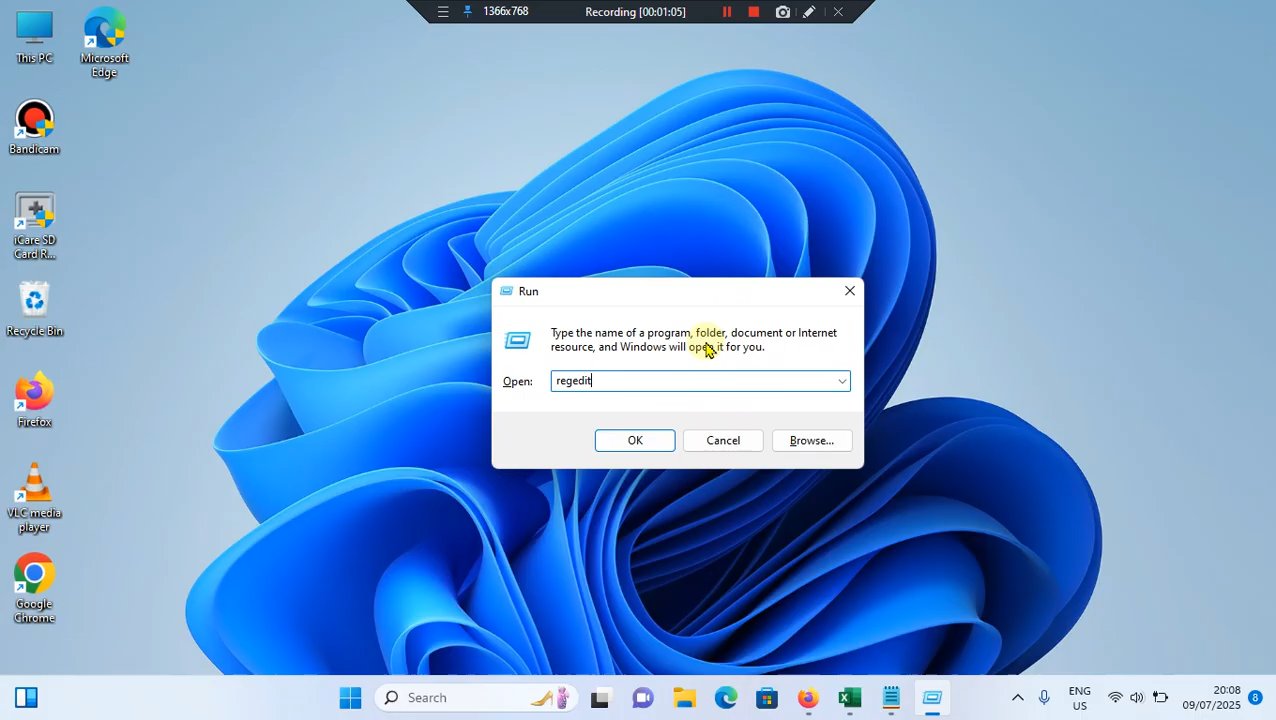 1366x768
Recording [00:01:05]
This PC
Microsoft
Edge
Bandicam
iCare SD
Card R...
Recycle Bin
Firefox
VLC media
player
Google
Chrome
Run
Type the name of a program, folder, document or Internet
resource, and Windows will open it for you.
Open:
regedit
OK
Cancel
Browse...
Search
ENG
US
20:08
09/07/2025
8